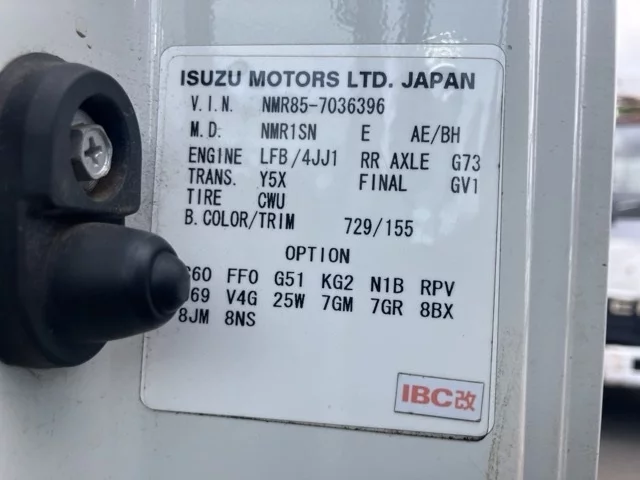 ISUZU MOTORS LTD. JAPAN
V.I.N. NMR85-7036396
M.D. NMR1SN E AE/BH
ENGINE LFB/4JJ1 RR AXLE G73
TRANS. Y5X FINAL GV1
TIRE CWU
B.COLOR/TRIM 729/155
OPTION
FF0 G51 KG2 N1B RPV
V4G 25W 7GM 7GR 8BX
8JM 8NS
IBC改